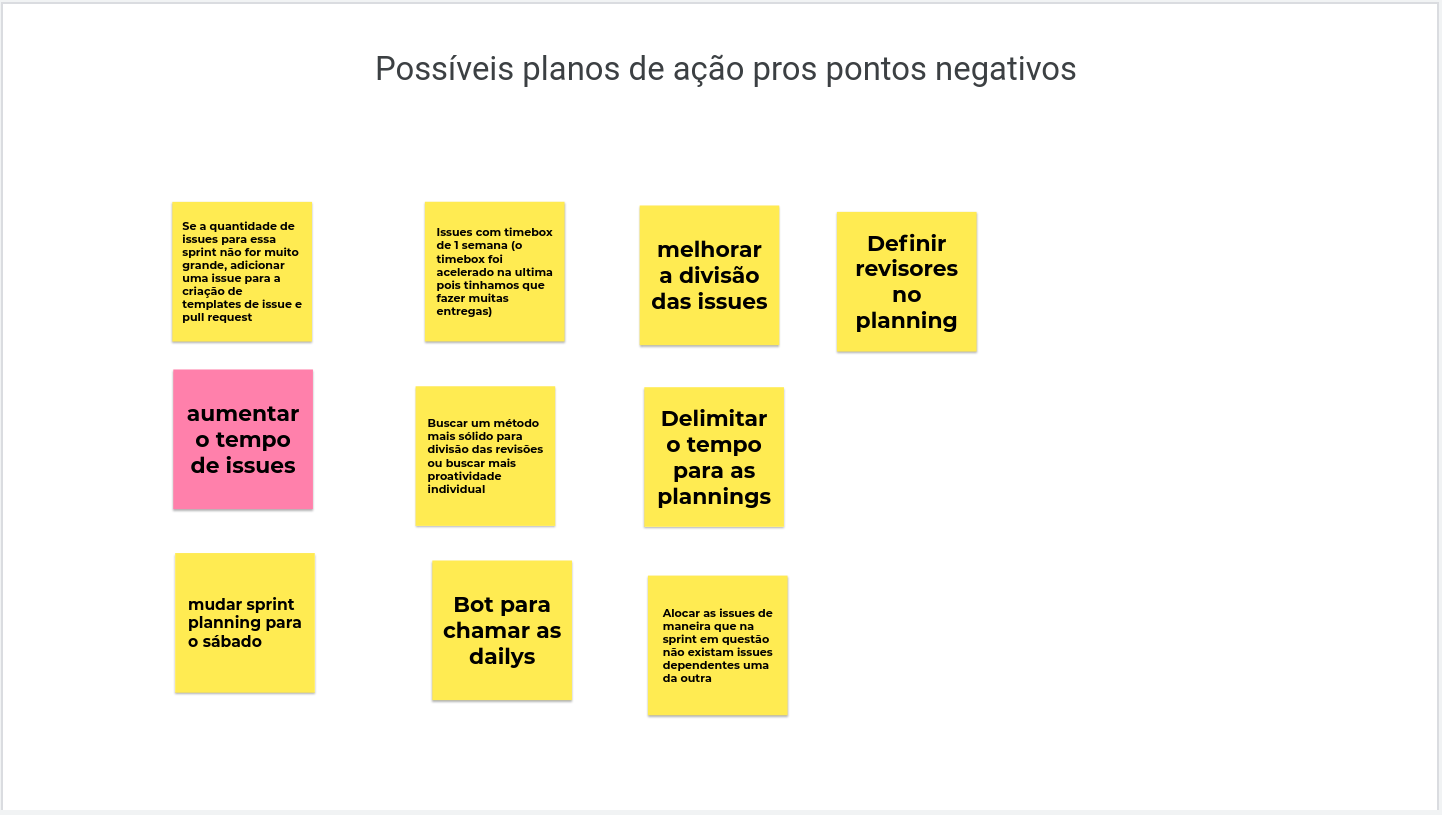 Possíveis planos de ação pros pontos negativos
Se a quantidade de
issues para essa
sprint não for muito
grande, adicionar
uma issue para a
criação de
templates de issue e
pull request
Issues com timebox
de 1 semana (o
timebox foi
acelerado na ultima
pois tinhamos que
fazer muitas
entregas)
melhorar
a divisão
das issues
Definir
revisores
no
planning
aumentar
o tempo
de issues
Buscar um método
mais sólido para
divisão das revisões
ou buscar mais
proatividade
individual
Delimitar
o tempo
para as
plannings
mudar sprint
planning para
o sábado
Bot para
chamar as
dailys
Alocar as issues de
maneira que na
sprint em questão
não existam issues
dependentes uma
da outra